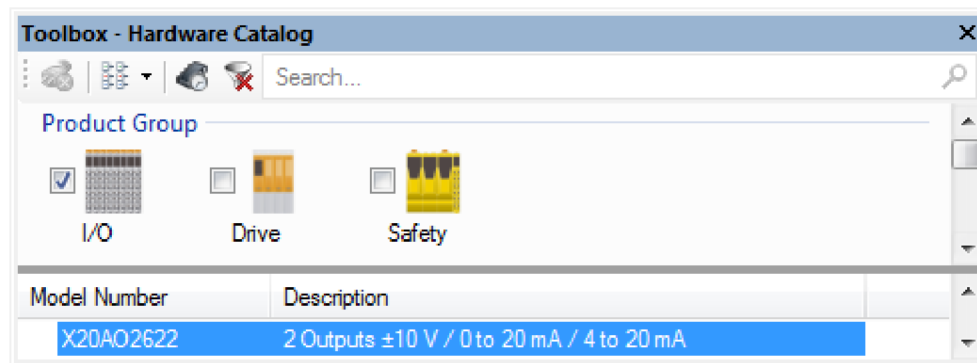 Toolbox - Hardware Catalog
Search...
Product Group
I/O Drive Safety
Model Number Description
X20AO2622 2 Outputs ±10 V / 0 to 20 mA / 4 to 20 mA